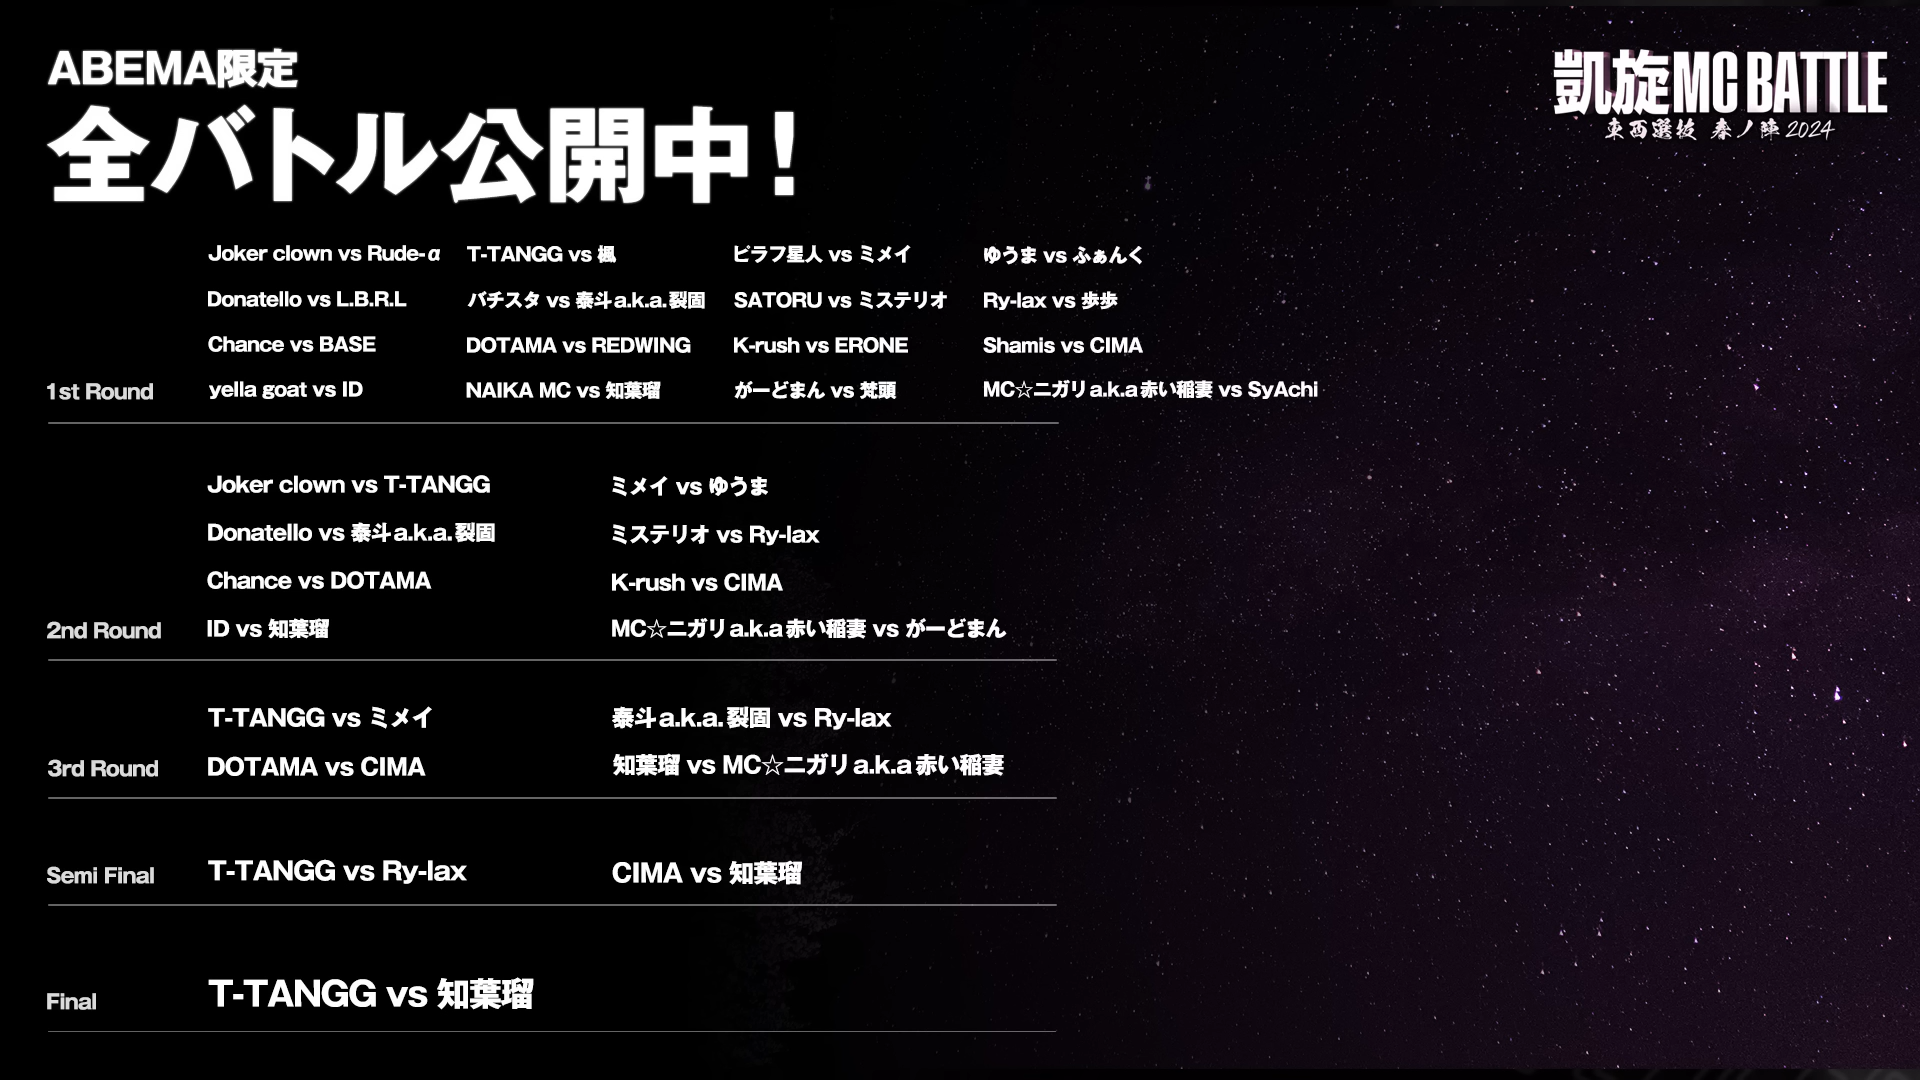 ABEMA限定
全バトル公開中！
凱旋MC BATTLE
東西選抜 春ノ陣 2024
Joker clown vs Rude-α
T-TANGG vs 楓
ピラフ星人 vs ミメイ
ゆうま vs ふぁんく
Donatello vs L.B.R.L
バチスタ vs 泰斗a.k.a.裂固
SATORU vs ミステリオ
Ry-lax vs 歩歩
Chance vs BASE
DOTAMA vs REDWING
K-rush vs ERONE
Shamis vs CIMA
1st Round
yella goat vs ID
NAIKA MC vs 知葉瑠
がーどまん vs 梵頭
MC☆ニガリa.k.a赤い稲妻 vs SyAchi
Joker clown vs T-TANGG
ミメイ vs ゆうま
Donatello vs 泰斗a.k.a.裂固
ミステリオ vs Ry-lax
Chance vs DOTAMA
K-rush vs CIMA
2nd Round
ID vs 知葉瑠
MC☆ニガリa.k.a赤い稲妻 vs がーどまん
T-TANGG vs ミメイ
泰斗a.k.a.裂固 vs Ry-lax
3rd Round
DOTAMA vs CIMA
知葉瑠 vs MC☆ニガリa.k.a赤い稲妻
Semi Final
T-TANGG vs Ry-lax
CIMA vs 知葉瑠
Final
T-TANGG vs 知葉瑠